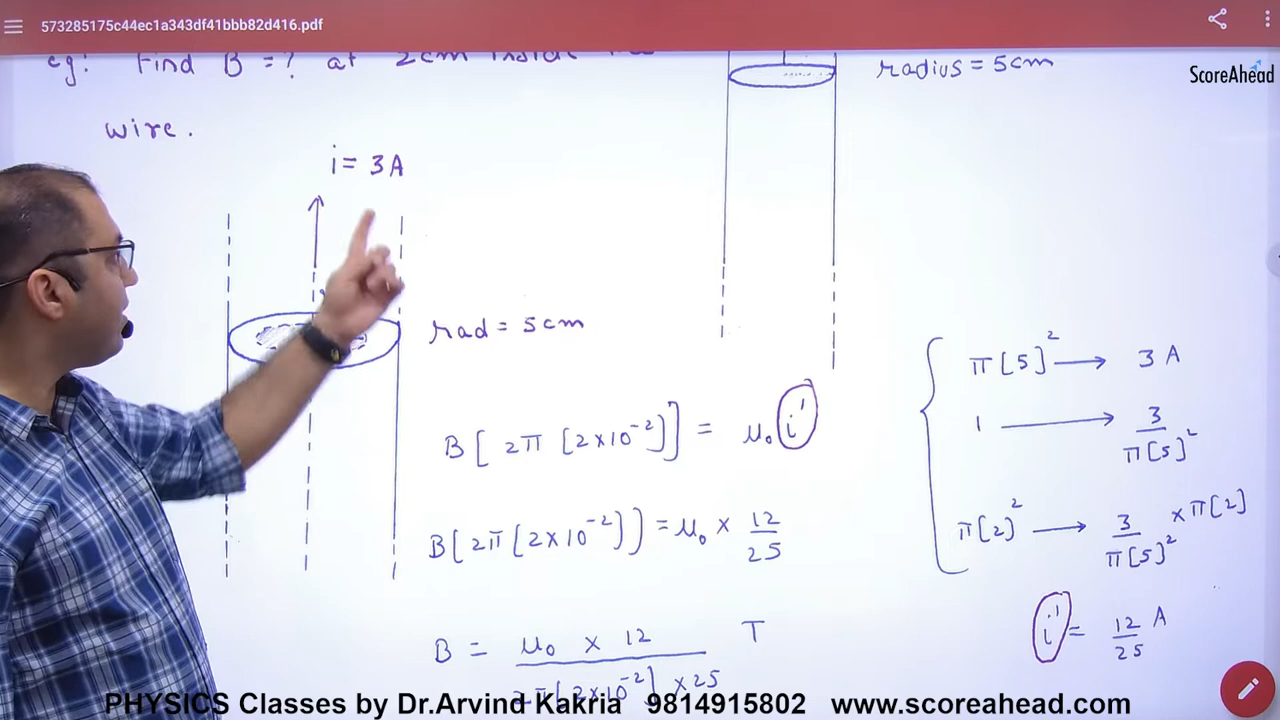 573285175c44ec1a343df41bbb82d416.pdf
eg: Find B = ? at 2cm
wire.
radius = 5cm
ScoreAhead
i = 3A
rad = 5cm
B[2π[2×10⁻²]] = μ₀ i'
B[2π[2×10⁻²]] = μ₀ × 12/25
B = μ₀ × 12 / 2π[2×10⁻²] × 25 T
π[5]² → 3 A
1 → 3/π[5]²
π[2]² → 3/π[5]² × π[2]
i' = 12/25 A
PHYSICS Classes by Dr.Arvind Kakria 9814915802 www.scoreahead.com